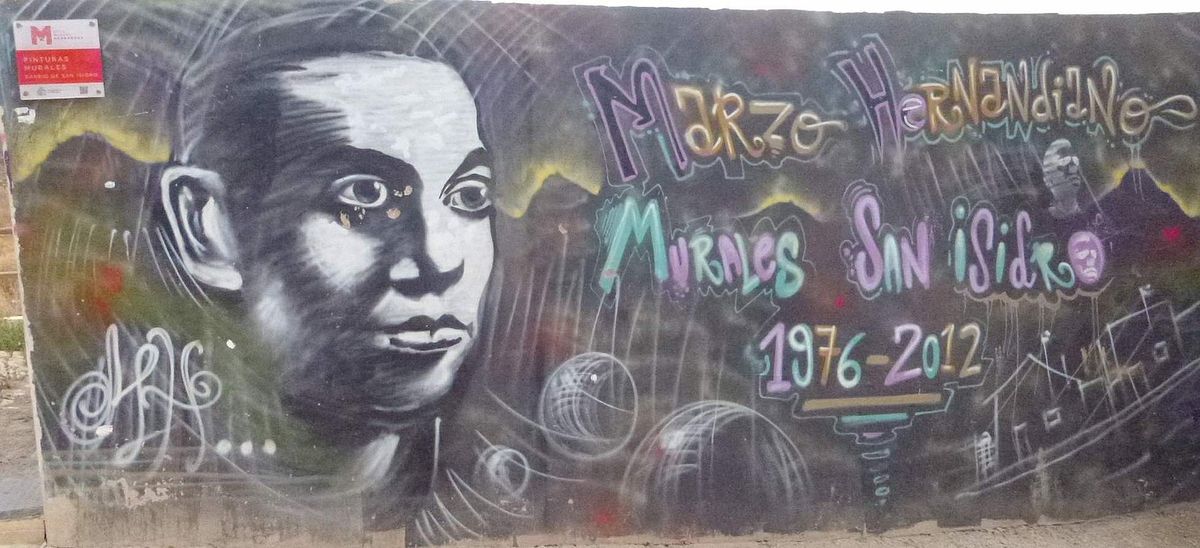 PINTURAS
MURALES
BARRIO DE SAN ISIDRO
MaRZo HeRNaNdiaNo
MURaLeS SaN iSidRo
1976-2012